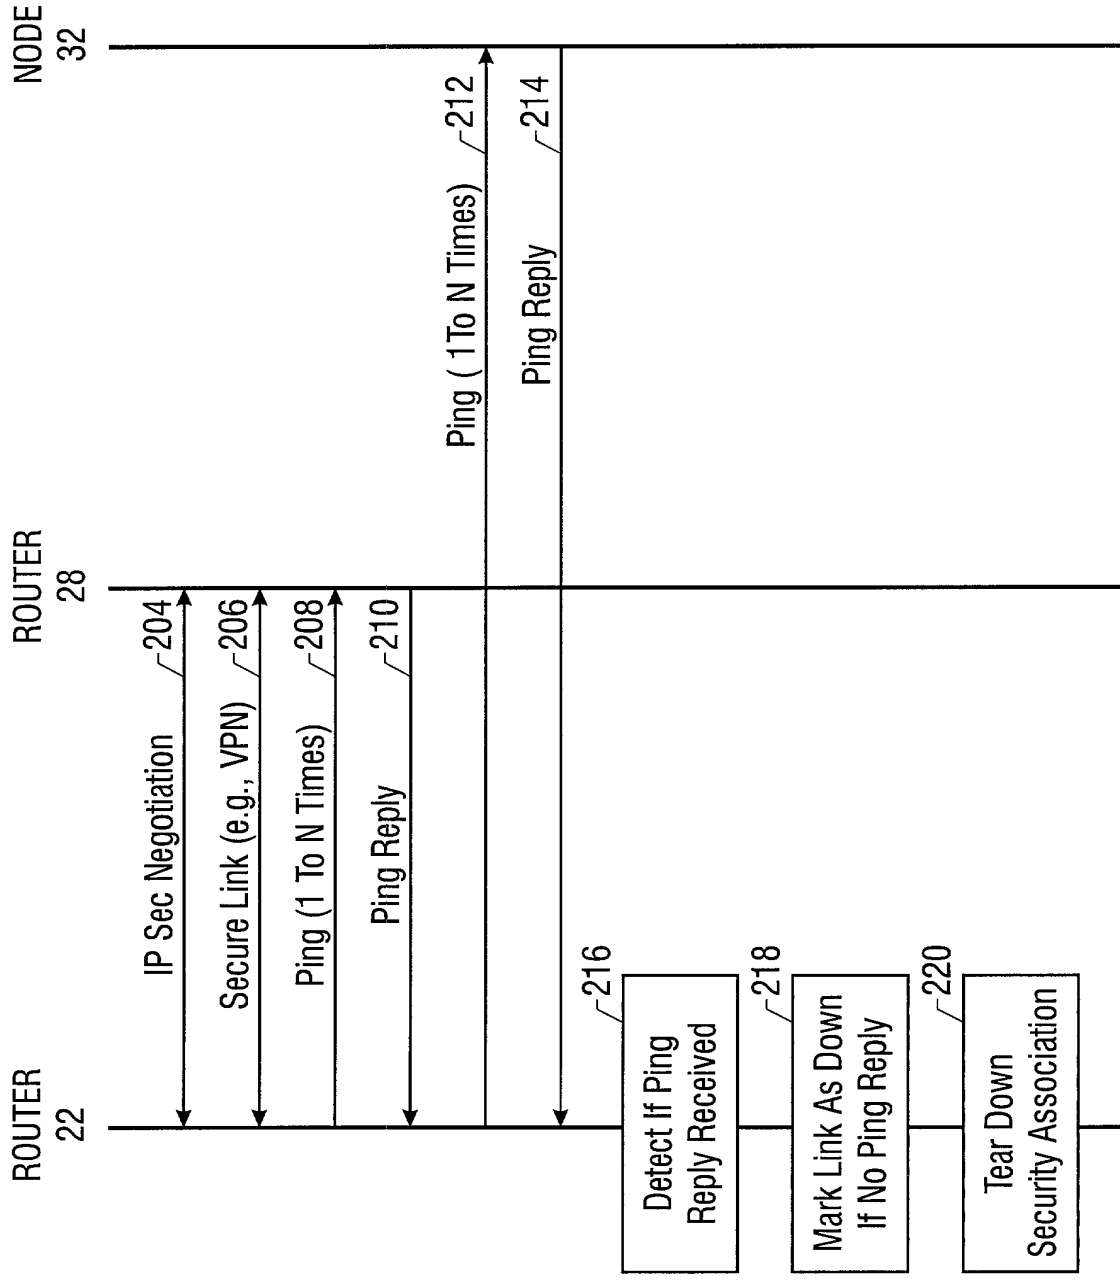 ROUTER
22
ROUTER
28
NODE
32
IP Sec Negotiation
204
Secure Link (e.g., VPN)
206
Ping (1 To N Times)
208
Ping Reply
210
Ping ( 1To N Times)
212
Ping Reply
214
216
Detect If Ping
Reply Received
218
Mark Link As Down
If No Ping Reply
220
Tear Down
Security Association